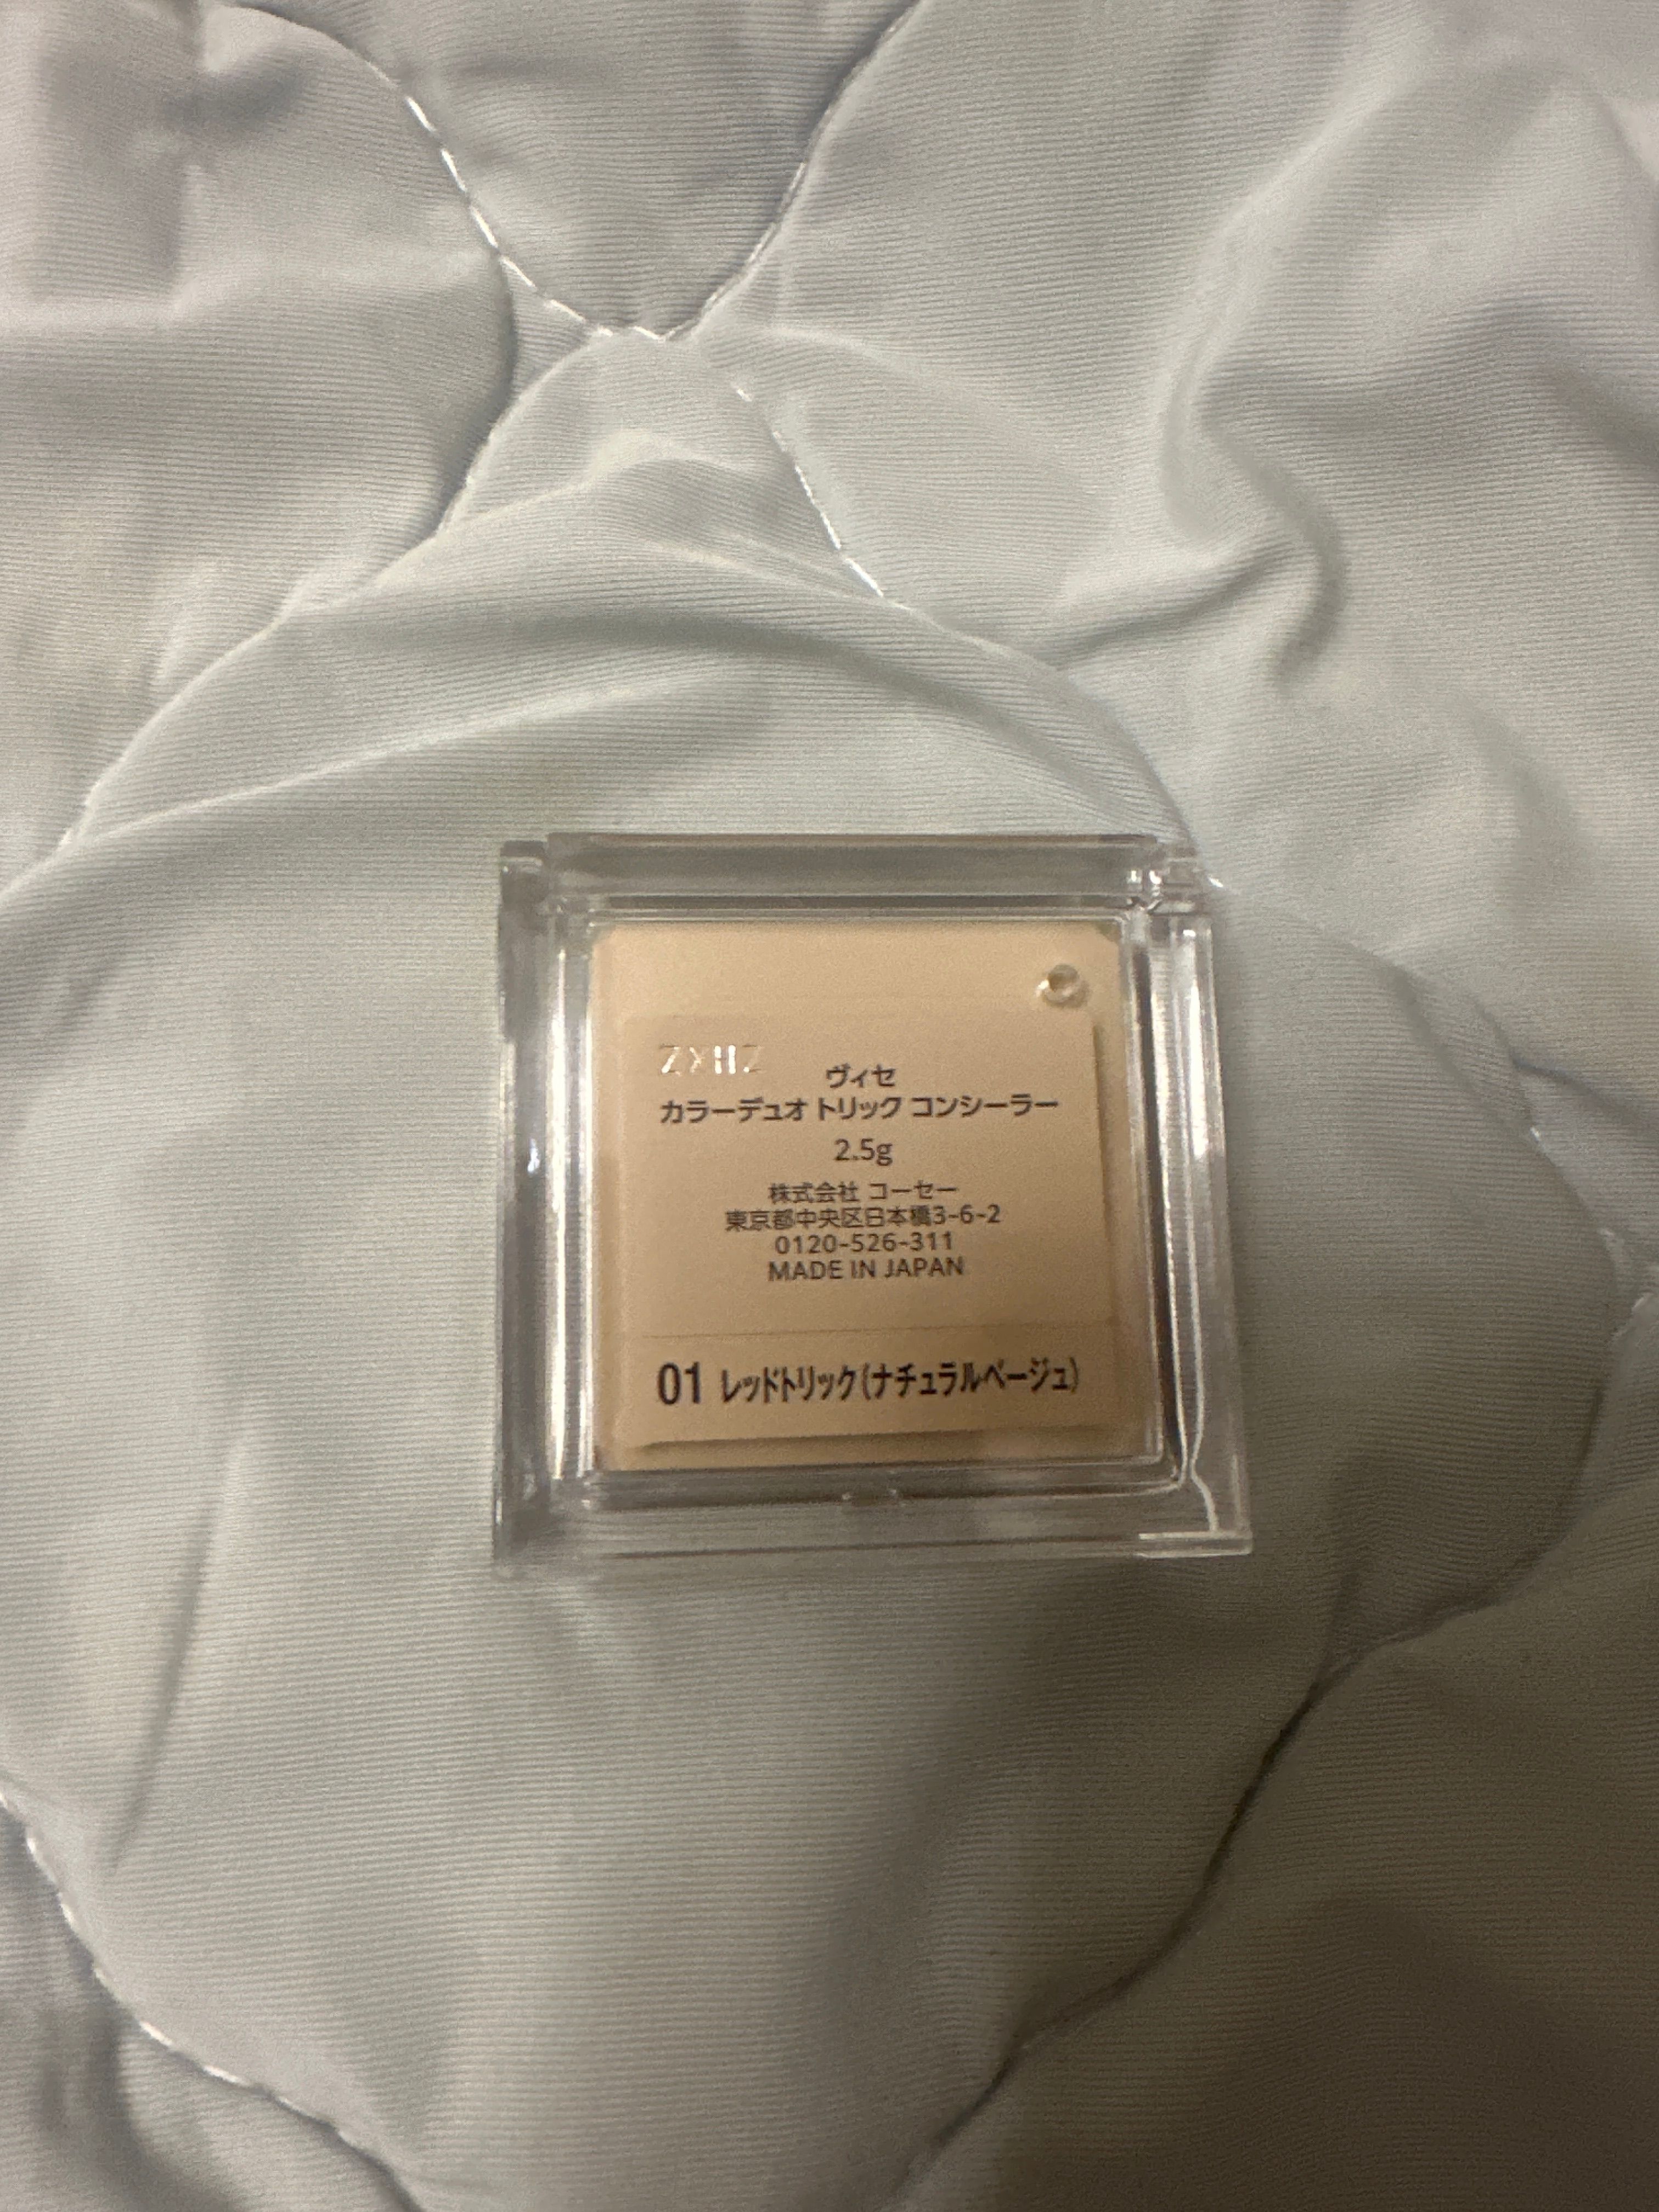 ZXHZ
ヴィセ
カラーデュオ トリック コンシーラー
2.5g
株式会社 コーセー
東京都中央区日本橋3-6-2
0120-526-311
MADE IN JAPAN
01 レッドトリック(ナチュラルベージュ)